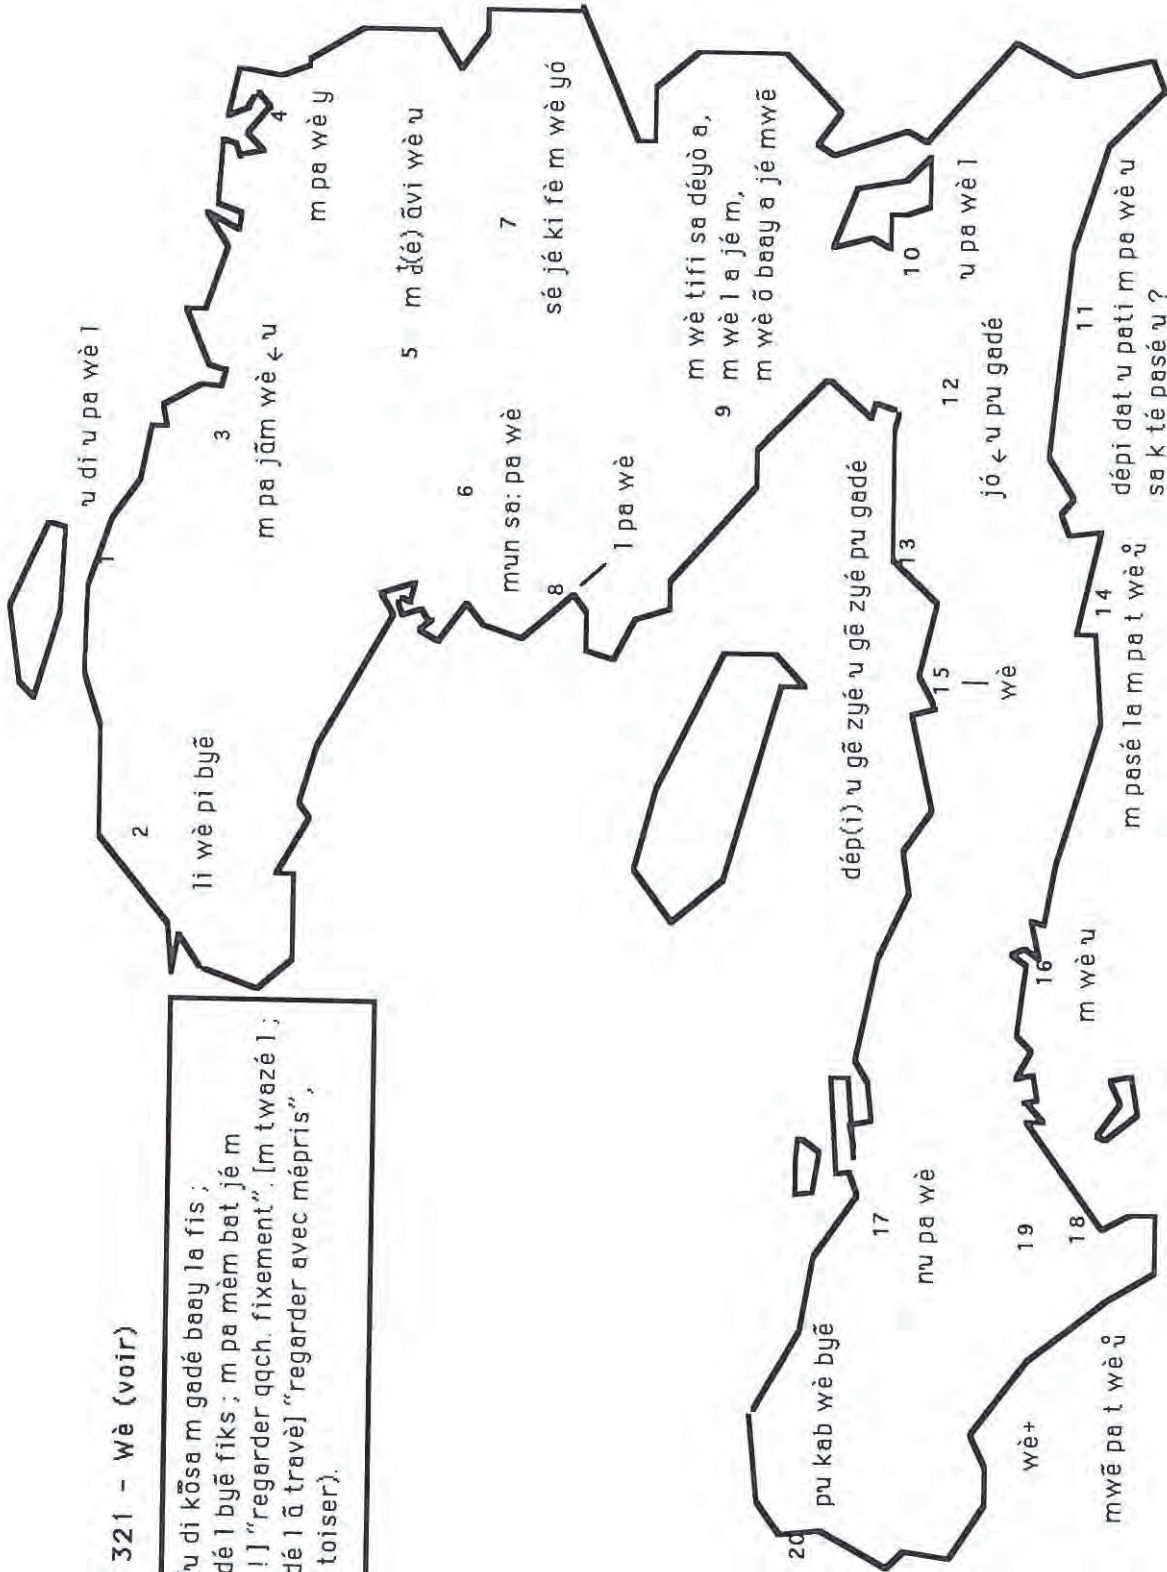 321 - Wè (voir)
u di kõsa m gadé baay la fis ;
dé l byẽ fiks ; m pa mèm bat jé m
!] "regarder qqch. fixement". [m twazé l ;
dé l ã travè] "regarder avec mépris",
toiser).
1
u di u pa wè l
2
li wè pi byẽ
3
m pa jãm wè ← u
4
m pa wè y
5
m (é) ãvi wè u
6
mun sa: pa wè
7
sé jé ki fè m wè yó
8
l pa wè
9
m wè tifi sa déyò a,
m wè l a jé m,
m wè õ baay a jé mwẽ
10
u pa wè l
11
dépi dat u pati m pa wè u
sa k té pasé u ?
12
jó ← u pu gadé
13
dép(i) u gẽ zyé u gẽ zyé pu gadé
14
m pasé la m pa t wè ů
15
wè
16
m wè u
17
nu pa wè
18
mwẽ pa t wè ů
19
wè+
20
pu kab wè byẽ